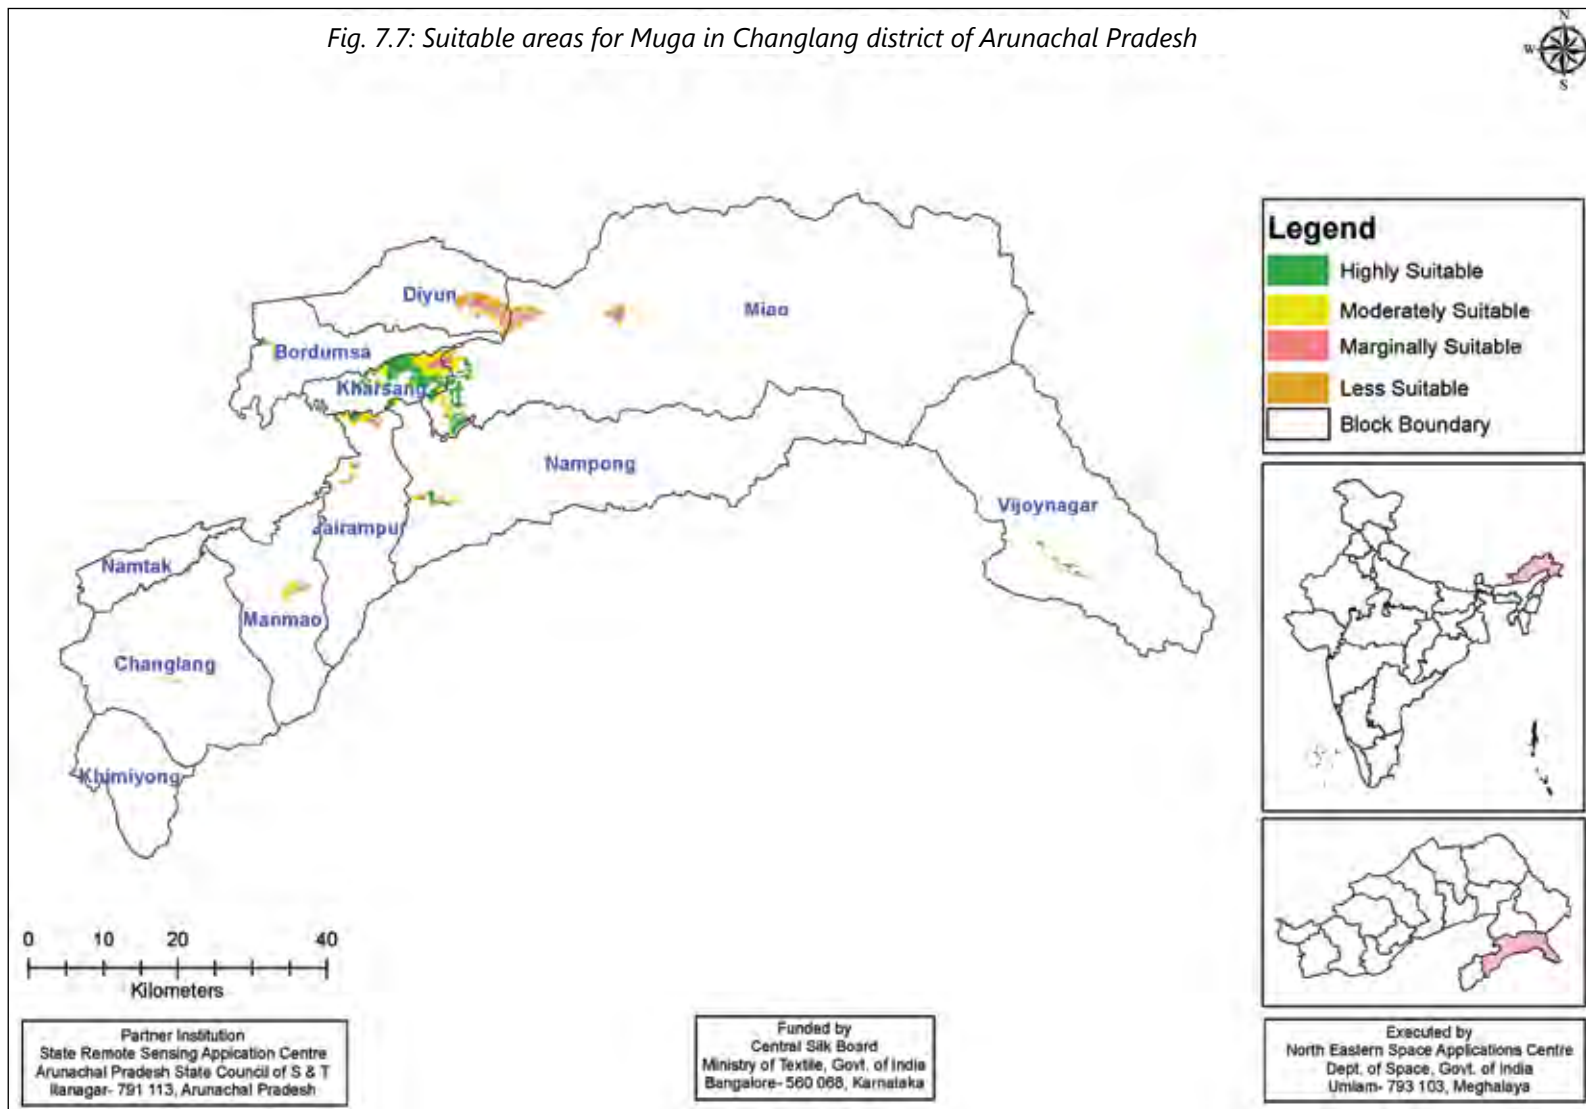 Fig. 7.7: Suitable areas for Muga in Changlang district of Arunachal Pradesh
N
W
S
Legend
Highly Suitable
Moderately Suitable
Marginally Suitable
Less Suitable
Block Boundary
Diyun
Miao
Bordumsa
Kharsang
Nampong
Vijoynagar
Jairampur
Namtak
Manmao
Changlang
Khimiyong
0 10 20 40
Kilometers
Partner Institution
State Remote Sensing Application Centre
Arunachal Pradesh State Council of S & T
Itanagar- 791 113, Arunachal Pradesh
Funded by
Central Silk Board
Ministry of Textile, Govt. of India
Bangalore- 560 068, Karnataka
Executed by
North Eastern Space Applications Centre
Dept. of Space, Govt. of India
Umiam- 793 103, Meghalaya